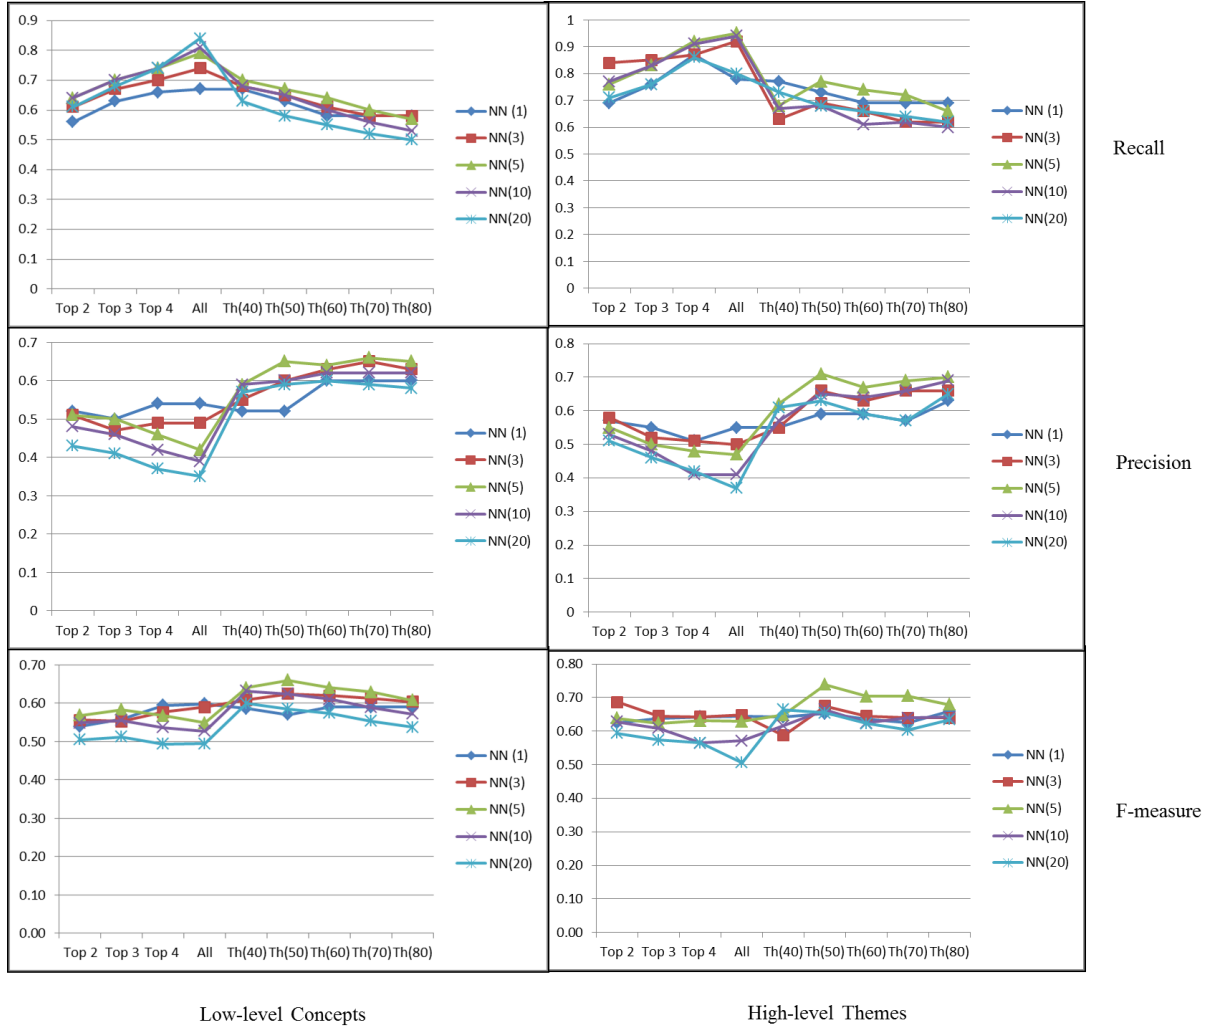 0.9
0.8
0.7
0.6
0.5
0.4
0.3
0.2
0.1
0
Top 2 Top 3 Top 4 All Th(40) Th(50) Th(60) Th(70) Th(80)
NN (1)
NN(3)
NN(5)
NN(10)
NN(20)
1
0.9
0.8
0.7
0.6
0.5
0.4
0.3
0.2
0.1
0
Top 2 Top 3 Top 4 All Th(40) Th(50) Th(60) Th(70) Th(80)
NN (1)
NN(3)
NN(5)
NN(10)
NN(20)
Recall
0.7
0.6
0.5
0.4
0.3
0.2
0.1
0
Top 2 Top 3 Top 4 All Th(40) Th(50) Th(60) Th(70) Th(80)
NN (1)
NN(3)
NN(5)
NN(10)
NN(20)
0.8
0.7
0.6
0.5
0.4
0.3
0.2
0.1
0
Top 2 Top 3 Top 4 All Th(40) Th(50) Th(60) Th(70) Th(80)
NN (1)
NN(3)
NN(5)
NN(10)
NN(20)
Precision
0.70
0.60
0.50
0.40
0.30
0.20
0.10
0.00
Top 2 Top 3 Top 4 All Th(40) Th(50) Th(60) Th(70) Th(80)
NN (1)
NN(3)
NN(5)
NN(10)
NN(20)
0.80
0.70
0.60
0.50
0.40
0.30
0.20
0.10
0.00
Top 2 Top 3 Top 4 All Th(40) Th(50) Th(60) Th(70) Th(80)
NN (1)
NN(3)
NN(5)
NN(10)
NN(20)
F-measure
Low-level Concepts
High-level Themes